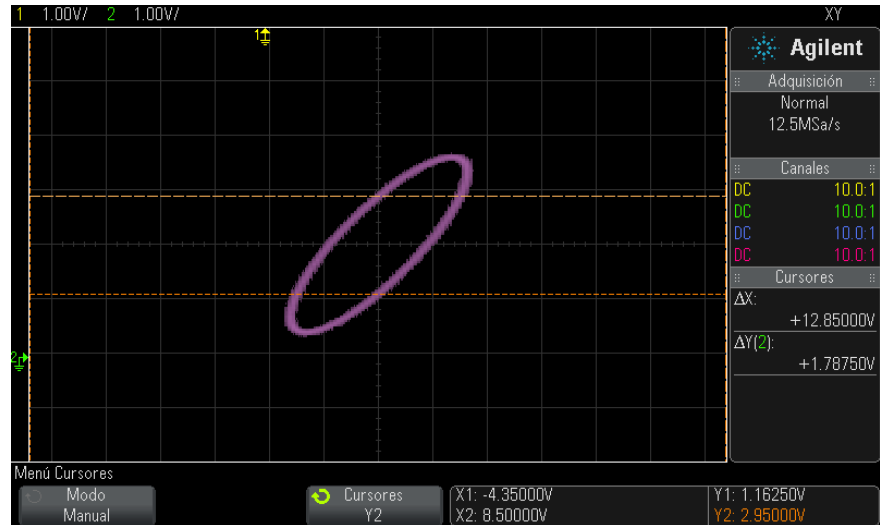 1 1.00V/ 2 1.00V/ XY
1
Agilent
Adquisición
Normal
12.5MSa/s
Canales
DC 10.0:1
DC 10.0:1
DC 10.0:1
DC 10.0:1
Cursores
ΔX:
+12.85000V
ΔY(2):
+1.78750V
2
Menú Cursores
Modo
Manual
Cursores
Y2
X1: -4.35000V
X2: 8.50000V
Y1: 1.16250V
Y2: 2.95000V